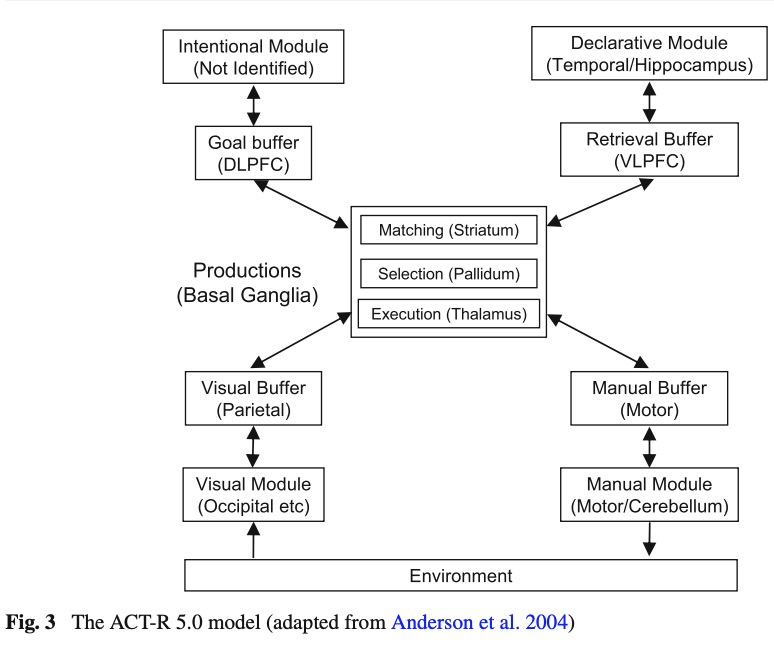 Intentional Module
(Not Identified)
Declarative Module
(Temporal/Hippocampus)
Goal buffer
(DLPFC)
Retrieval Buffer
(VLPFC)
Matching (Striatum)
Productions
(Basal Ganglia)
Selection (Pallidum)
Execution (Thalamus)
Visual Buffer
(Parietal)
Manual Buffer
(Motor)
Visual Module
(Occipital etc)
Manual Module
(Motor/Cerebellum)
Environment
Fig. 3 The ACT-R 5.0 model (adapted from Anderson et al. 2004)